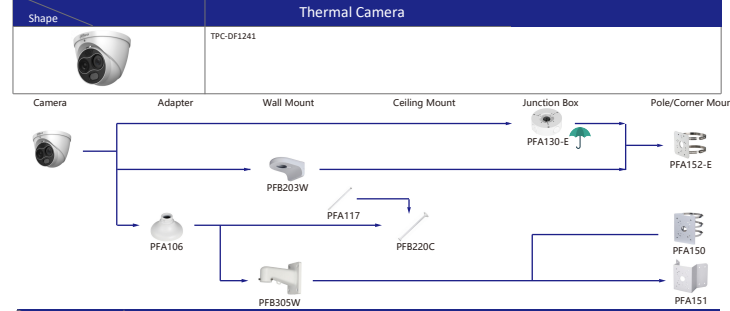 Thermal Camera
Shape
TPC-DF1241
Camera Adapter Wall Mount Ceiling Mount Junction Box Pole/Corner Moun
PFA130-E
PFA152-E
PFB203W
PFA117
PFA106
PFB220C
PFA150
PFB305W
PFA151